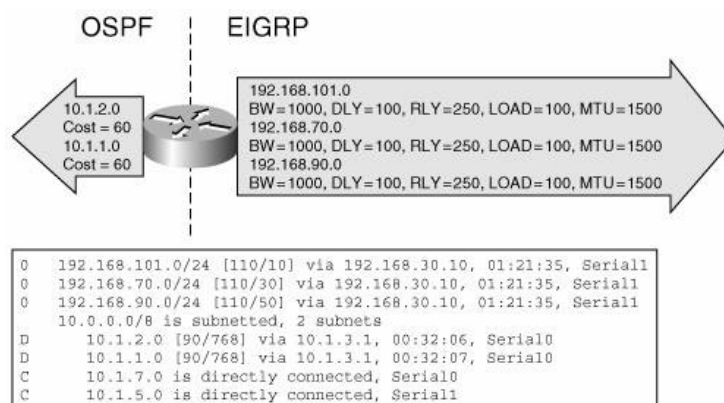 OSPF EIGRP
10.1.2.0
Cost = 60
10.1.1.0
Cost = 60
192.168.101.0
BW=1000, DLY=100, RLY=250, LOAD=100, MTU=1500
192.168.70.0
BW=1000, DLY=100, RLY=250, LOAD=100, MTU=1500
192.168.90.0
BW=1000, DLY=100, RLY=250, LOAD=100, MTU=1500
O 192.168.101.0/24 [110/10] via 192.168.30.10, 01:21:35, Serial1
O 192.168.70.0/24 [110/30] via 192.168.30.10, 01:21:35, Serial1
O 192.168.90.0/24 [110/50] via 192.168.30.10, 01:21:35, Serial1
10.0.0.0/8 is subnetted, 2 subnets
D 10.1.2.0 [90/768] via 10.1.3.1, 00:32:06, Serial0
D 10.1.1.0 [90/768] via 10.1.3.1, 00:32:07, Serial0
C 10.1.7.0 is directly connected, Serial0
C 10.1.5.0 is directly connected, Serial1